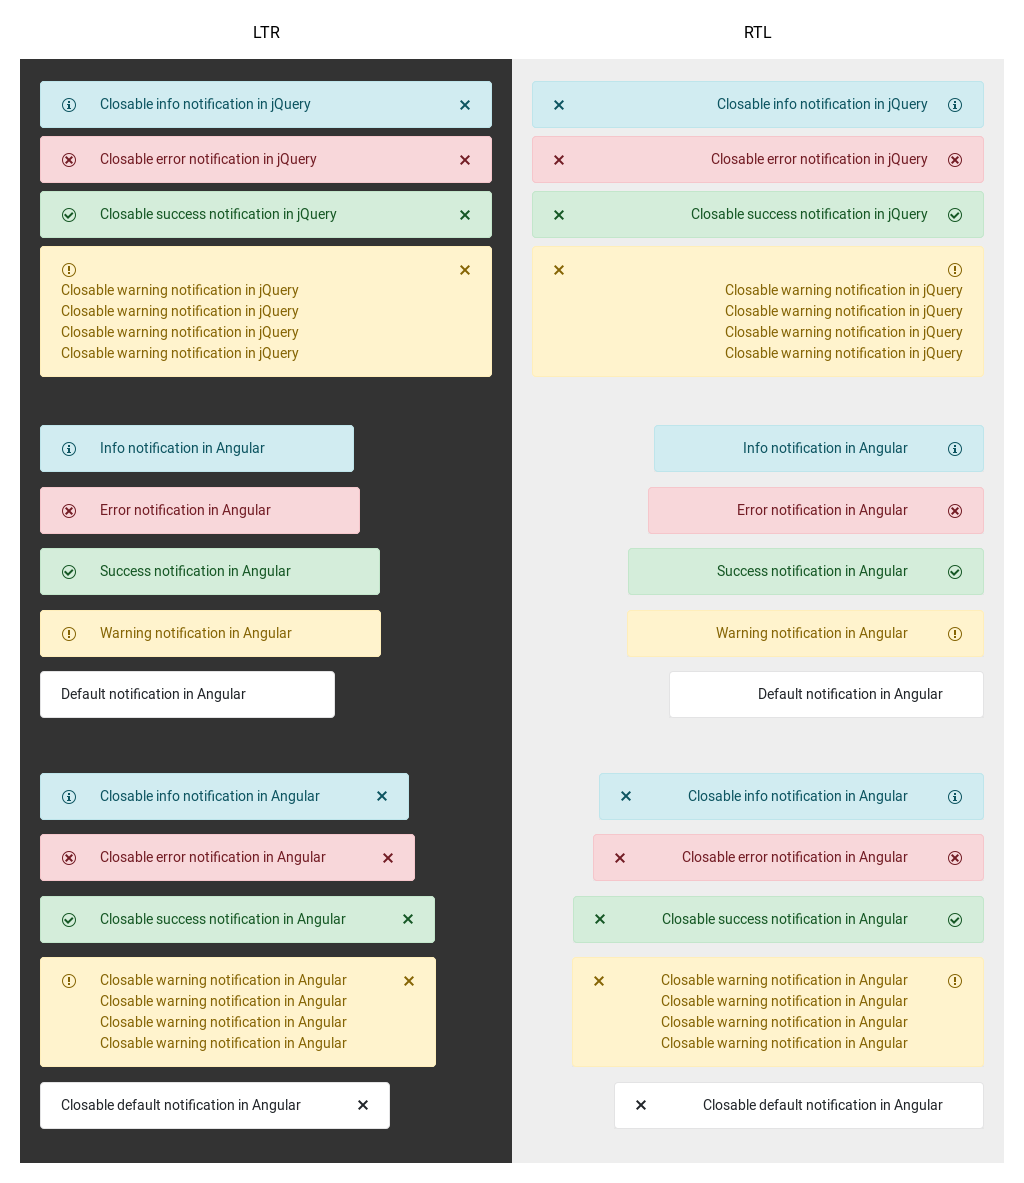 LTR
Closable info notification in jQuery
Closable error notification in jQuery
Closable success notification in jQuery
Closable warning notification in jQuery
Closable warning notification in jQuery
Closable warning notification in jQuery
Closable warning notification in jQuery
Info notification in Angular
Error notification in Angular
Success notification in Angular
Warning notification in Angular
Default notification in Angular
Closable info notification in Angular
Closable error notification in Angular
Closable success notification in Angular
Closable warning notification in Angular
Closable warning notification in Angular
Closable warning notification in Angular
Closable warning notification in Angular
Closable default notification in Angular
RTL
Closable info notification in jQuery
Closable error notification in jQuery
Closable success notification in jQuery
Closable warning notification in jQuery
Closable warning notification in jQuery
Closable warning notification in jQuery
Closable warning notification in jQuery
Info notification in Angular
Error notification in Angular
Success notification in Angular
Warning notification in Angular
Default notification in Angular
Closable info notification in Angular
Closable error notification in Angular
Closable success notification in Angular
Closable warning notification in Angular
Closable warning notification in Angular
Closable warning notification in Angular
Closable warning notification in Angular
Closable default notification in Angular